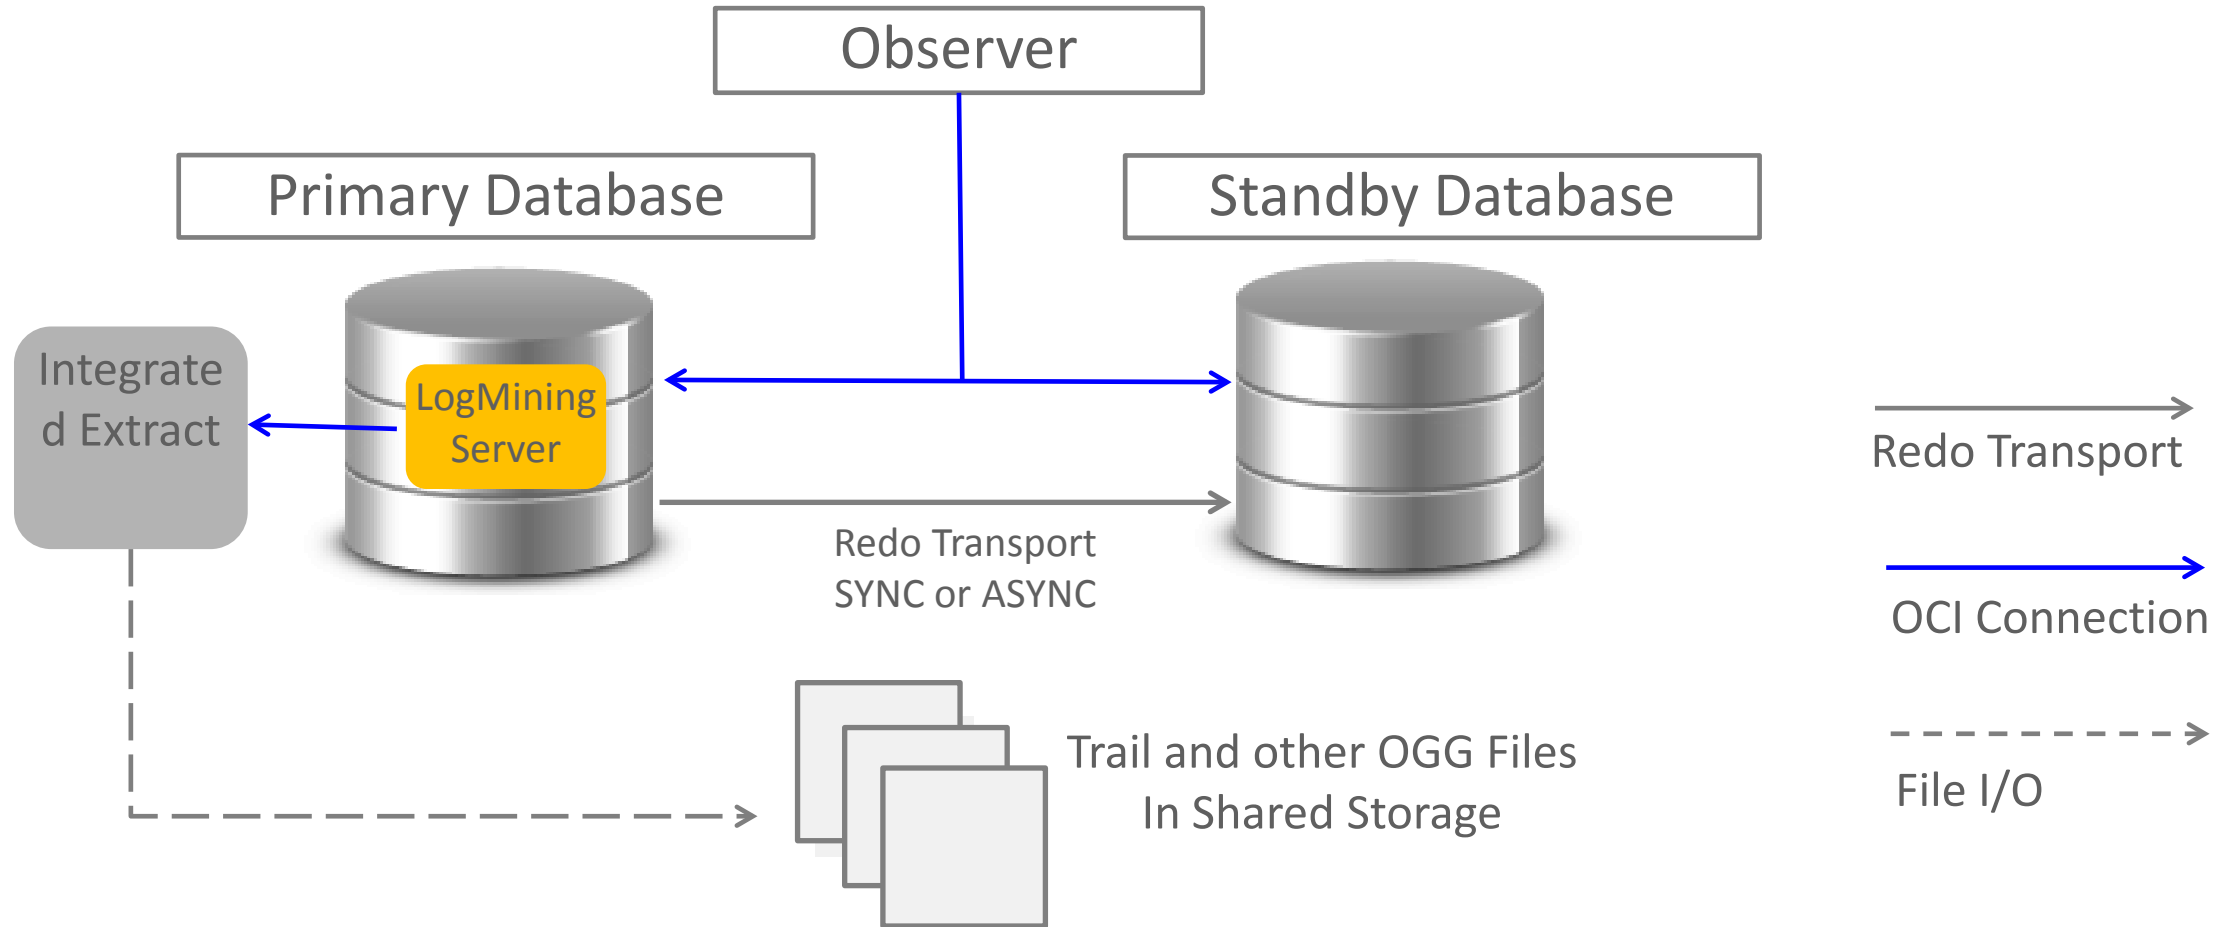 Observer
Primary Database
Standby Database
Integrate
d Extract
LogMining
Server
Redo Transport
SYNC or ASYNC
Redo Transport
OCI Connection
File I/O
Trail and other OGG Files
In Shared Storage